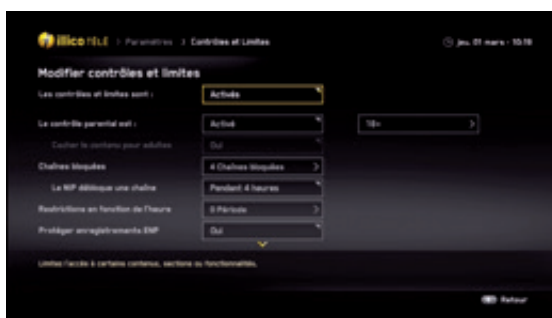 illico TÉLÉ > Paramètres > Contrôles et Limites
jeu. 01 mars - 10:18
Modifier contrôles et limites
Les contrôles et limites sont : Activés
Le contrôle parental est : Activé 18+ >
Cacher le contenu pour adultes Oui
Chaînes bloquées 4 Chaînes bloquées >
Le NIP débloque une chaîne Pendant 4 heures
Restrictions en fonction de l'heure 0 Période >
Protéger enregistrements ENP Oui
Limitez l'accès à certains contenus, sections ou fonctionnalités.
Retour